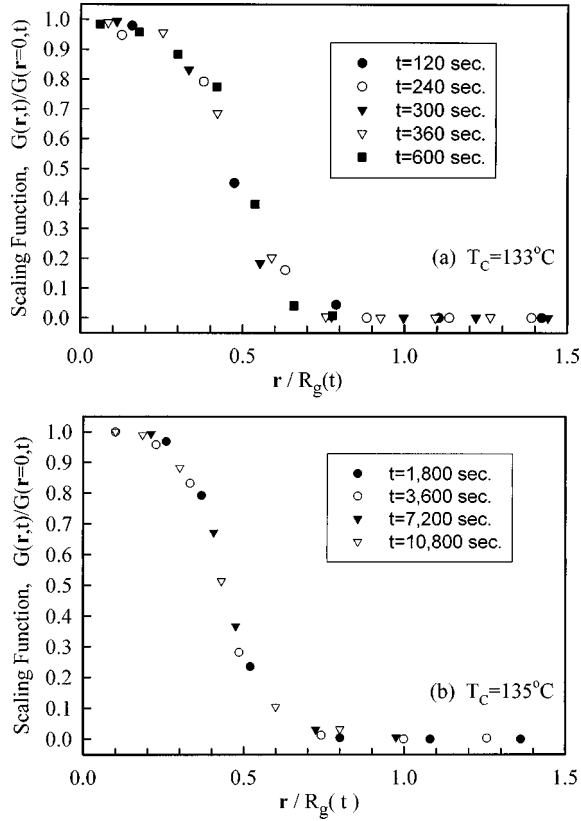 Scaling Function, G(r,t)/G(r=0,t)
1.0
0.9
0.8
0.7
0.6
0.5
0.4
0.3
0.2
0.1
0.0
t=120 sec.
t=240 sec.
t=300 sec.
t=360 sec.
t=600 sec.
(a) T_C=133°C
0.0 0.5 1.0 1.5
r / R_g(t)
Scaling Function, G(r,t)/G(r=0,t)
1.0
0.9
0.8
0.7
0.6
0.5
0.4
0.3
0.2
0.1
0.0
t=1,800 sec.
t=3,600 sec.
t=7,200 sec.
t=10,800 sec.
(b) T_C=135°C
0.0 0.5 1.0 1.5
r / R_g( t )